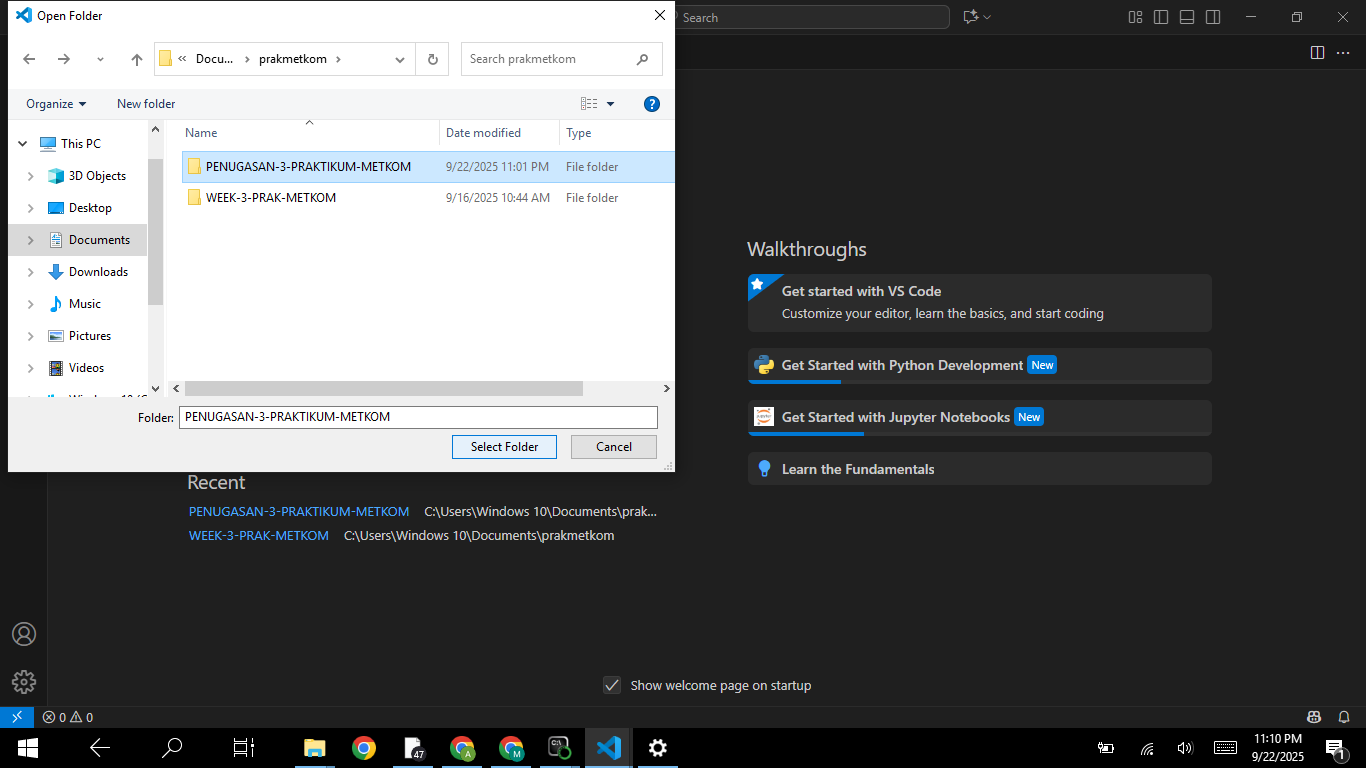 Open Folder
Search
« Docu... > prakmetkom >
Search prakmetkom
Organize
New folder
?
Name
Date modified
Type
This PC
3D Objects
Desktop
Documents
Downloads
Music
Pictures
Videos
PENUGASAN-3-PRAKTIKUM-METKOM 9/22/2025 11:01 PM File folder
WEEK-3-PRAK-METKOM 9/16/2025 10:44 AM File folder
Folder: PENUGASAN-3-PRAKTIKUM-METKOM
Select Folder
Cancel
Walkthroughs
Get started with VS Code
Customize your editor, learn the basics, and start coding
Get Started with Python Development New
Get Started with Jupyter Notebooks New
Learn the Fundamentals
Recent
PENUGASAN-3-PRAKTIKUM-METKOM C:\Users\Windows 10\Documents\prak...
WEEK-3-PRAK-METKOM C:\Users\Windows 10\Documents\prakmetkom
Show welcome page on startup
0 0
47
A
M
C:\
11:10 PM
9/22/2025
1